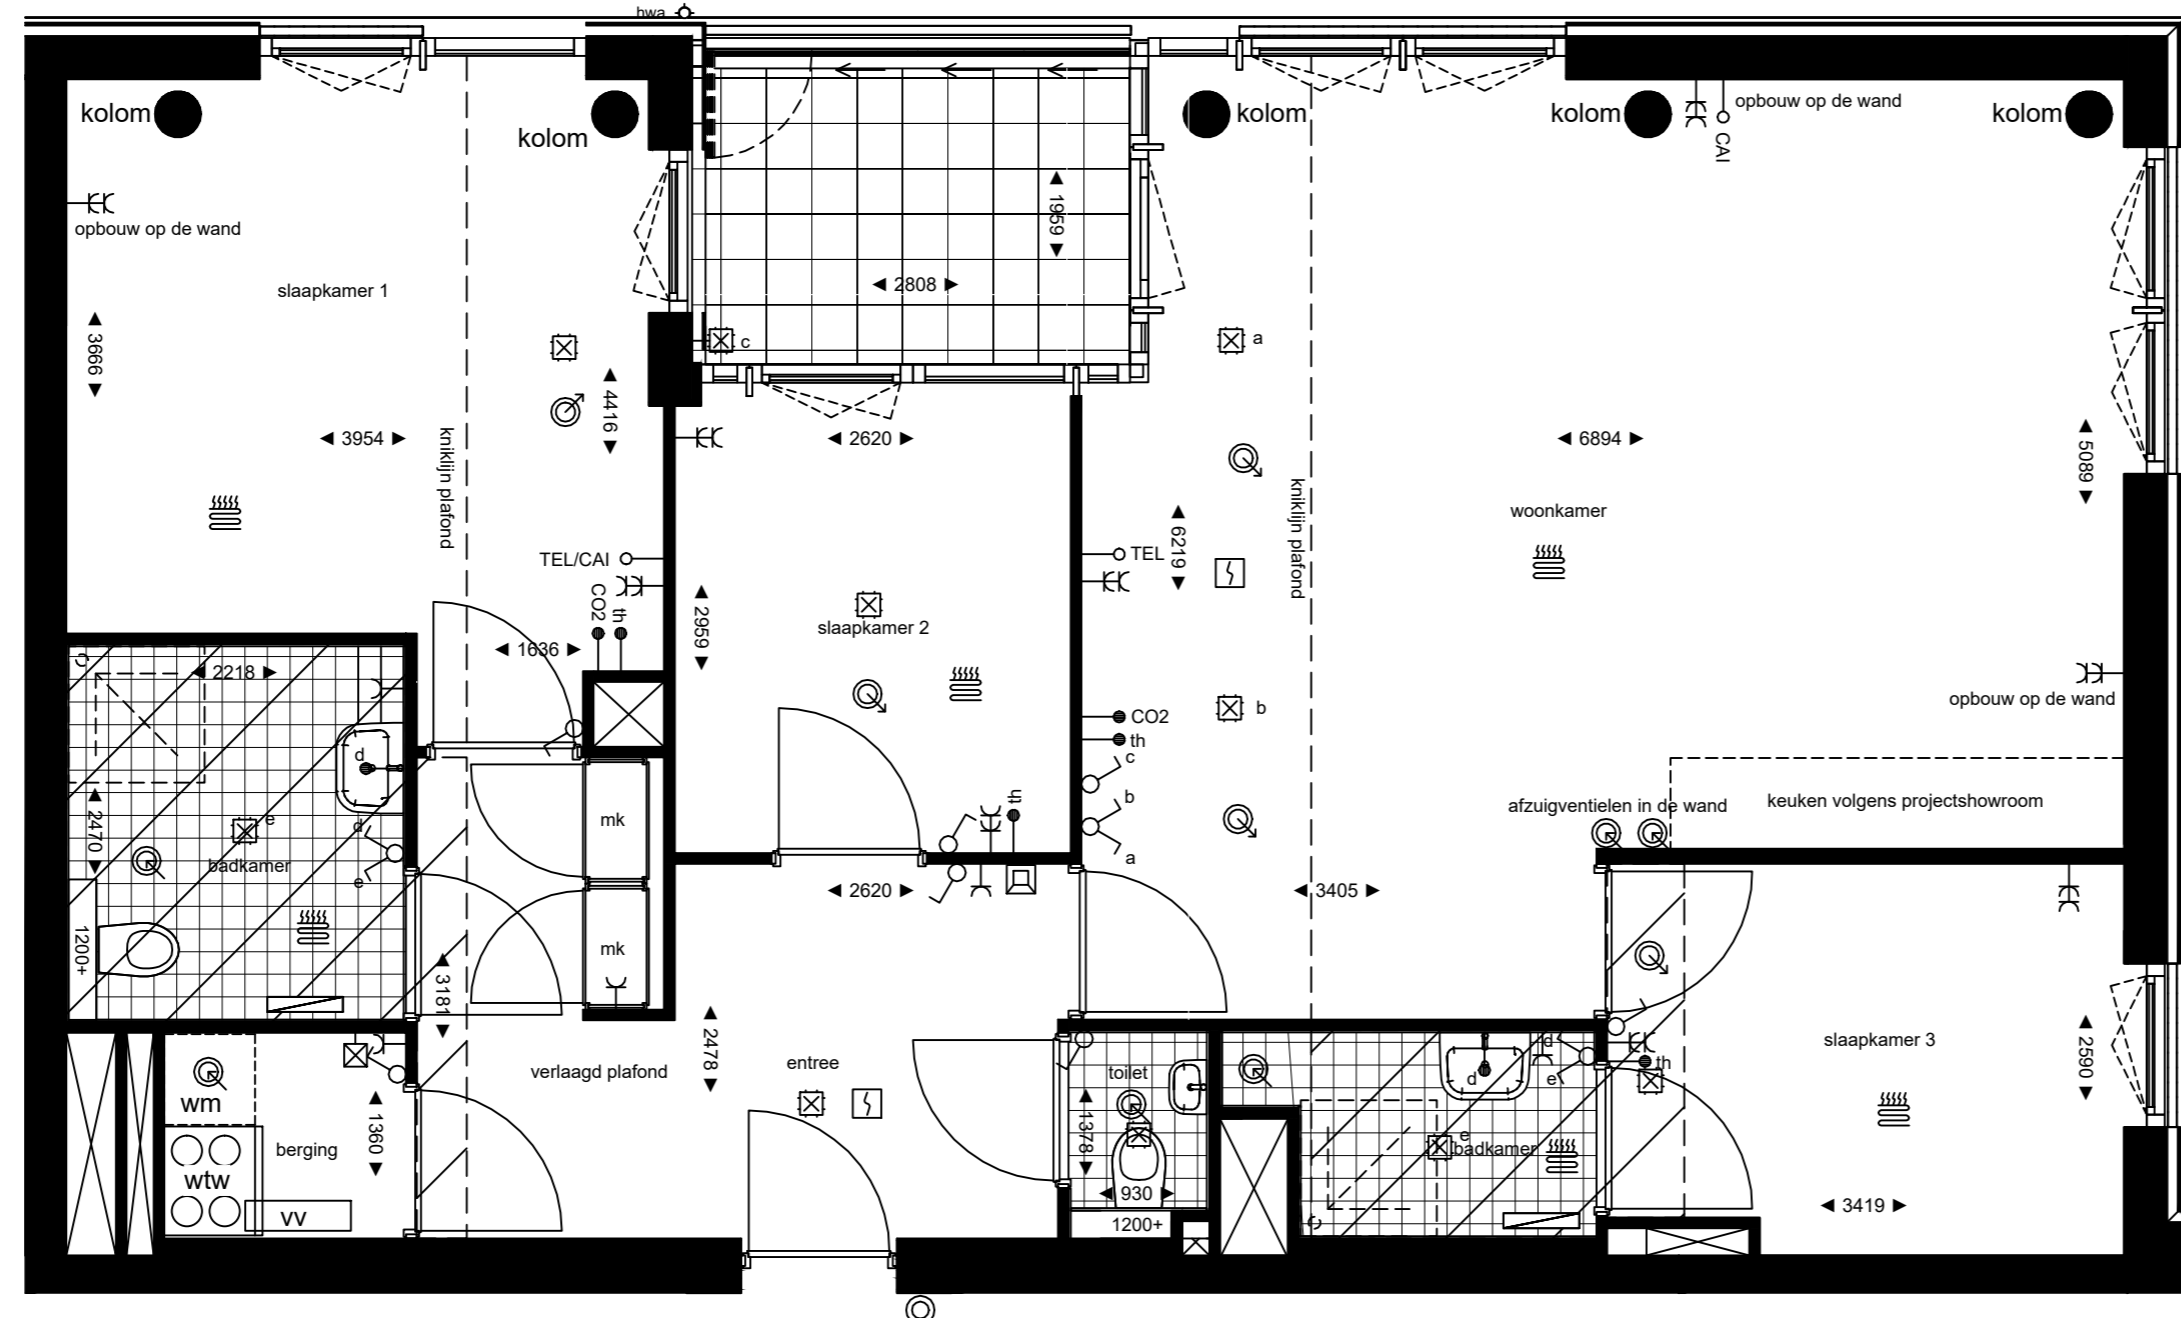 hwa
kolom
kolom
kolom
kolom
opbouw op de wand
kolom
CAI
opbouw op de wand
1959
2808
slaapkamer 1
3666
c
a
4416
3954
kniklijn plafond
2620
6894
5089
woonkamer
kniklijn plafond
TEL/CAI
TEL
6219
CO2
th
2959
slaapkamer 2
1636
2218
opbouw op de wand
b
CO2
th
c
d
b
a
th
afzuigventielen in de wand
keuken volgens projectshowroom
mk
e
d
2470
badkamer
e
2620
3405
1200+
mk
3181
2478
verlaagd plafond
entree
toilet
slaapkamer 3
2590
d
d
e
th
wm
1360
berging
1378
e
badkamer
wtw
930
3419
vv
1200+